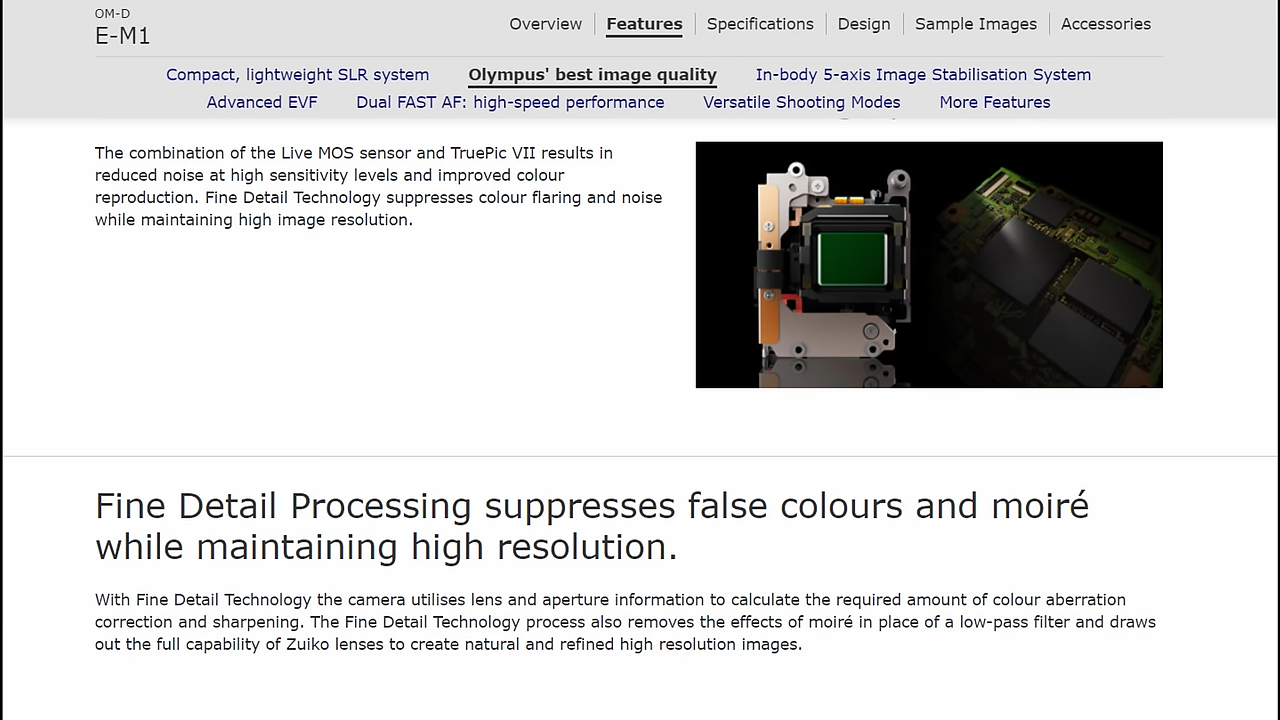 OM-D
E-M1
Overview Features Specifications Design Sample Images Accessories
Compact, lightweight SLR system Olympus' best image quality In-body 5-axis Image Stabilisation System
Advanced EVF Dual FAST AF: high-speed performance Versatile Shooting Modes More Features
The combination of the Live MOS sensor and TruePic VII results in
reduced noise at high sensitivity levels and improved colour
reproduction. Fine Detail Technology suppresses colour flaring and noise
while maintaining high image resolution.
Fine Detail Processing suppresses false colours and moiré
while maintaining high resolution.
With Fine Detail Technology the camera utilises lens and aperture information to calculate the required amount of colour aberration
correction and sharpening. The Fine Detail Technology process also removes the effects of moiré in place of a low-pass filter and draws
out the full capability of Zuiko lenses to create natural and refined high resolution images.